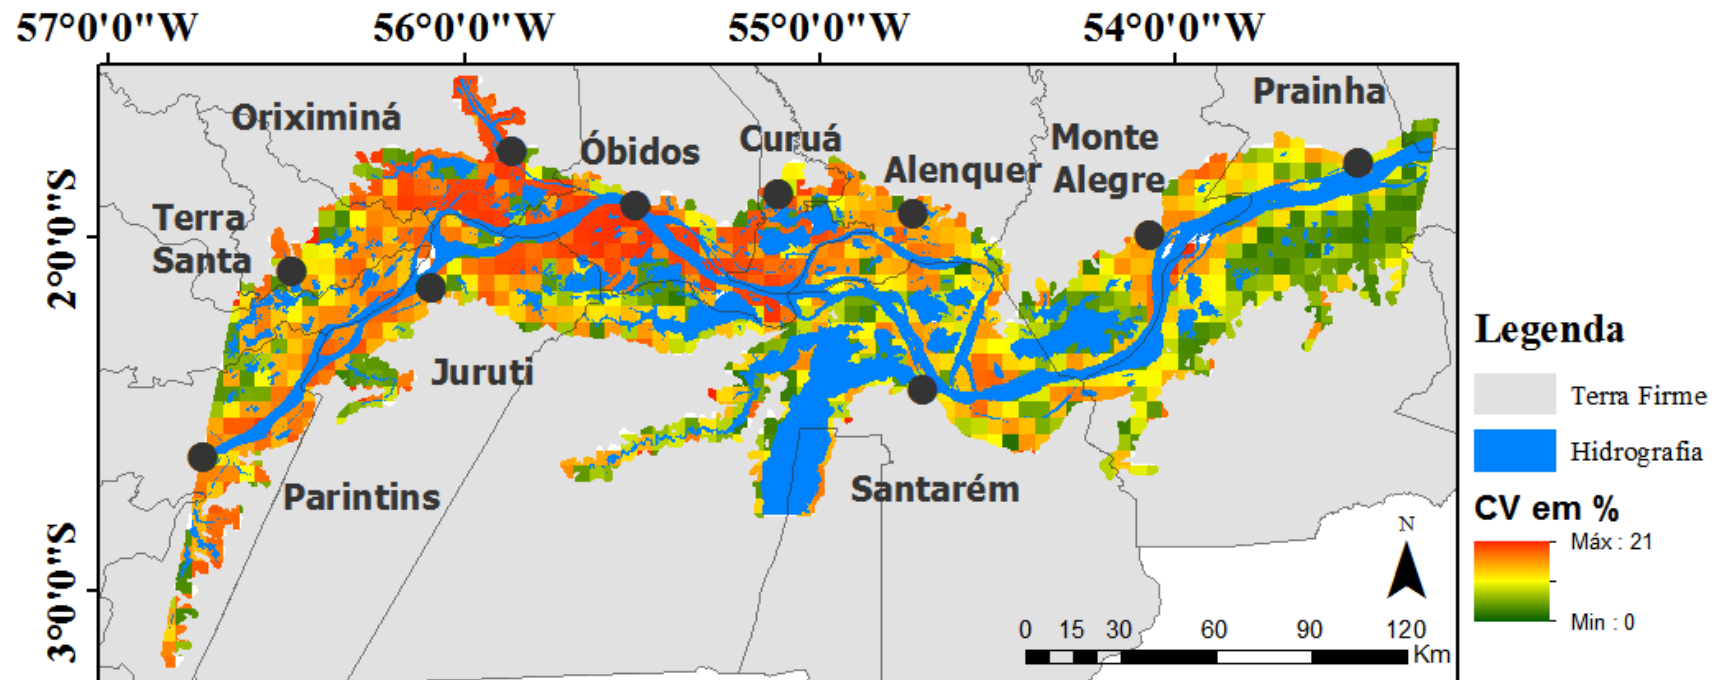 57°0'0"W
56°0'0"W
55°0'0"W
54°0'0"W
2°0'0"S
3°0'0"S
Prainha
Oriximiná
Óbidos
Curuá
Monte
Alegre
Alenquer
Terra
Santa
Juruti
Parintins
Santarém
N
0 15 30 60 90 120
Km
Legenda
Terra Firme
Hidrografia
CV em %
Máx : 21
Min : 0